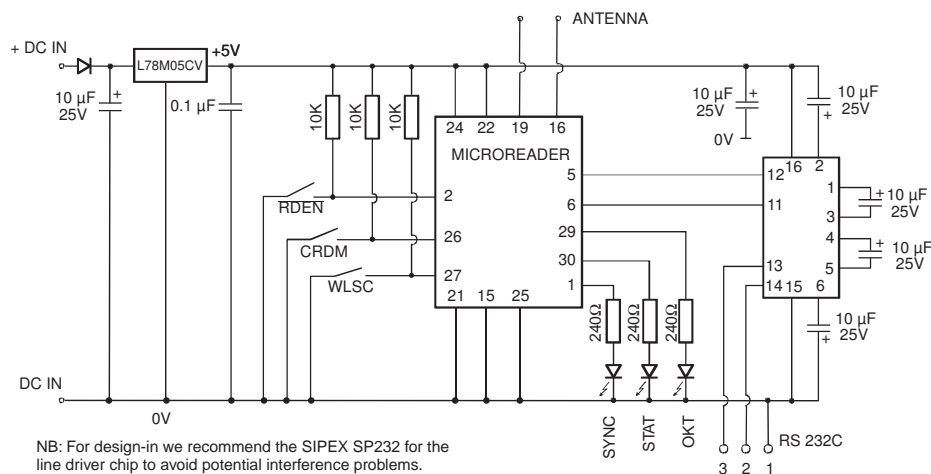 ANTENNA
+ DC IN
L78M05CV
+5V
10 µF
25V
+
0.1 µF
10K
10K
10K
24
22
19
16
MICROREADER
10 µF
25V
+
0V
10 µF
25V
+
16
2
5
12
6
11
1
3
+
10 µF
25V
4
5
+
10 µF
25V
2
RDEN
26
CRDM
27
WLSC
29
30
1
13
14
15
6
21
15
25
240Ω
240Ω
240Ω
10 µF
25V
+
DC IN
0V
SYNC
STAT
OKT
RS 232C
3
2
1
NB: For design-in we recommend the SIPEX SP232 for the
line driver chip to avoid potential interference problems.